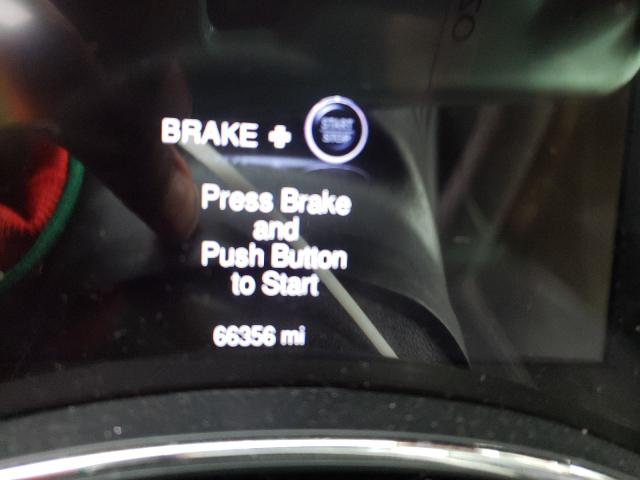 BRAKE + START
STOP
Press Brake
and
Push Button
to Start
66356 mi